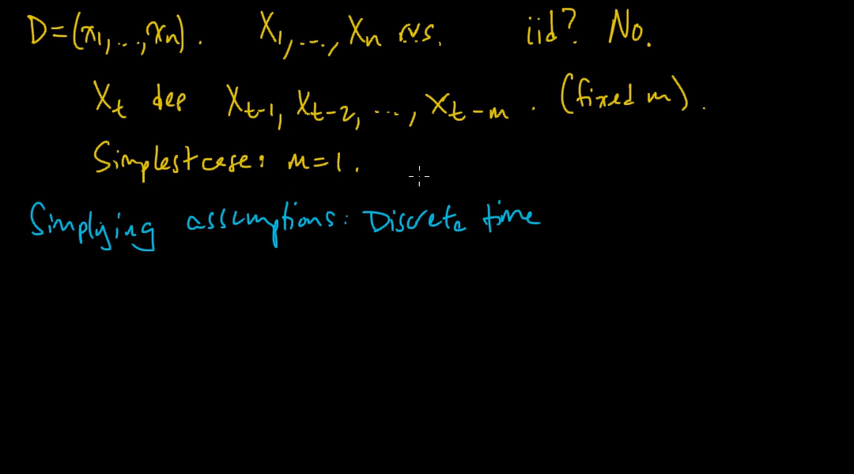 D=(x₁,...,xₙ). X₁,...,Xₙ r.v.s. iid? No.
Xₜ dep Xₜ₋₁, Xₜ₋₂, ..., Xₜ₋ₘ. (fixed m).
Simplest case: m=1.
Simplying assumptions: Discrete time